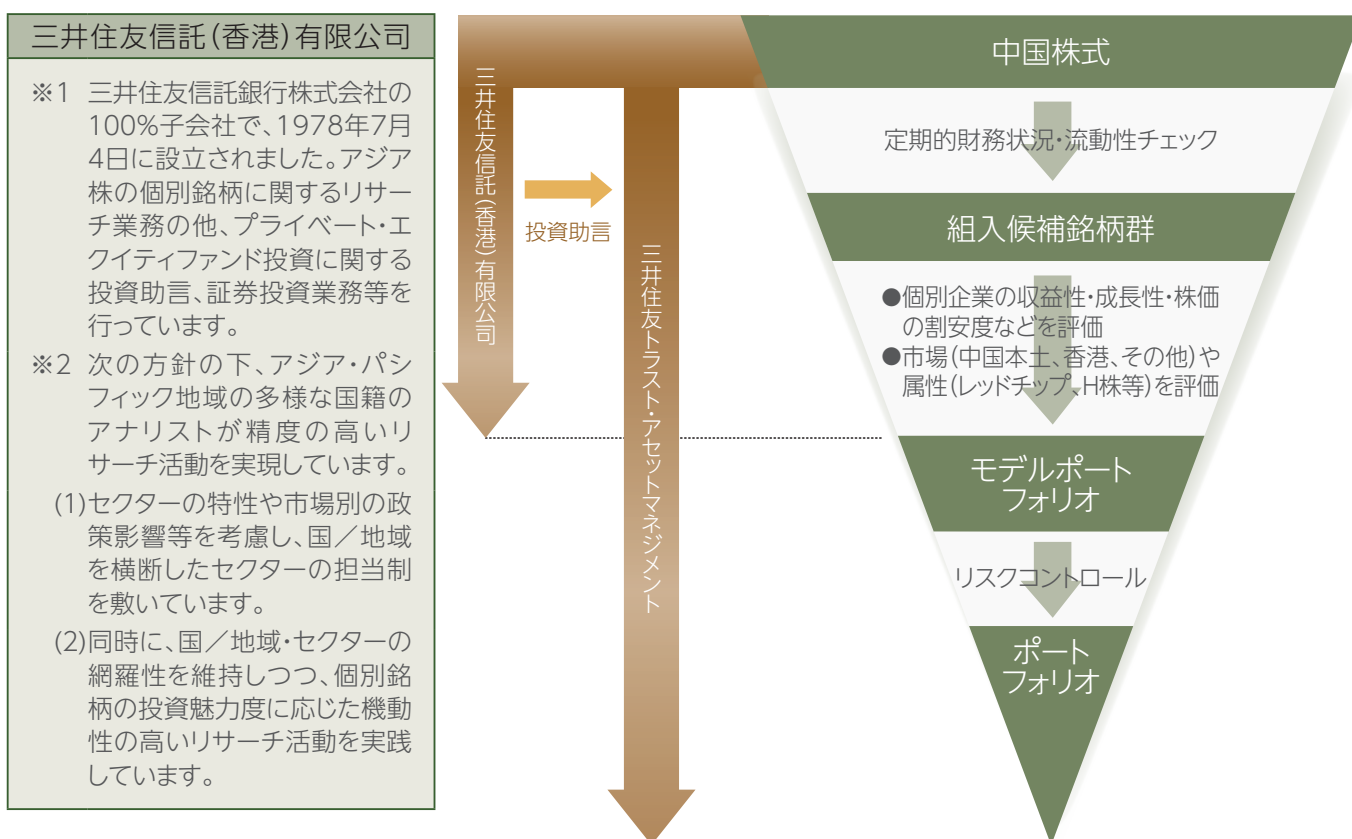 三井住友信託(香港)有限公司
※1 三井住友信託銀行株式会社の
100%子会社で、1978年7月
4日に設立されました。アジア
株の個別銘柄に関するリサー
チ業務の他、プライベート・エ
クイティファンド投資に関する
投資助言、証券投資業務等を
行っています。
※2 次の方針の下、アジア・パシ
フィック地域の多様な国籍の
アナリストが精度の高いリ
サーチ活動を実現しています。
(1)セクターの特性や市場別の政
策影響等を考慮し、国／地域
を横断したセクターの担当制
を敷いています。
(2)同時に、国／地域・セクターの
網羅性を維持しつつ、個別銘
柄の投資魅力度に応じた機動
性の高いリサーチ活動を実践
しています。
三井住友信託(香港)有限公司
投資助言
三井住友トラスト・アセットマネジメント
中国株式
定期的財務状況・流動性チェック
組入候補銘柄群
●個別企業の収益性・成長性・株価
の割安度などを評価
●市場(中国本土、香港、その他)や
属性(レッドチップ、H株等)を評価
モデルポート
フォリオ
リスクコントロール
ポート
フォリオ